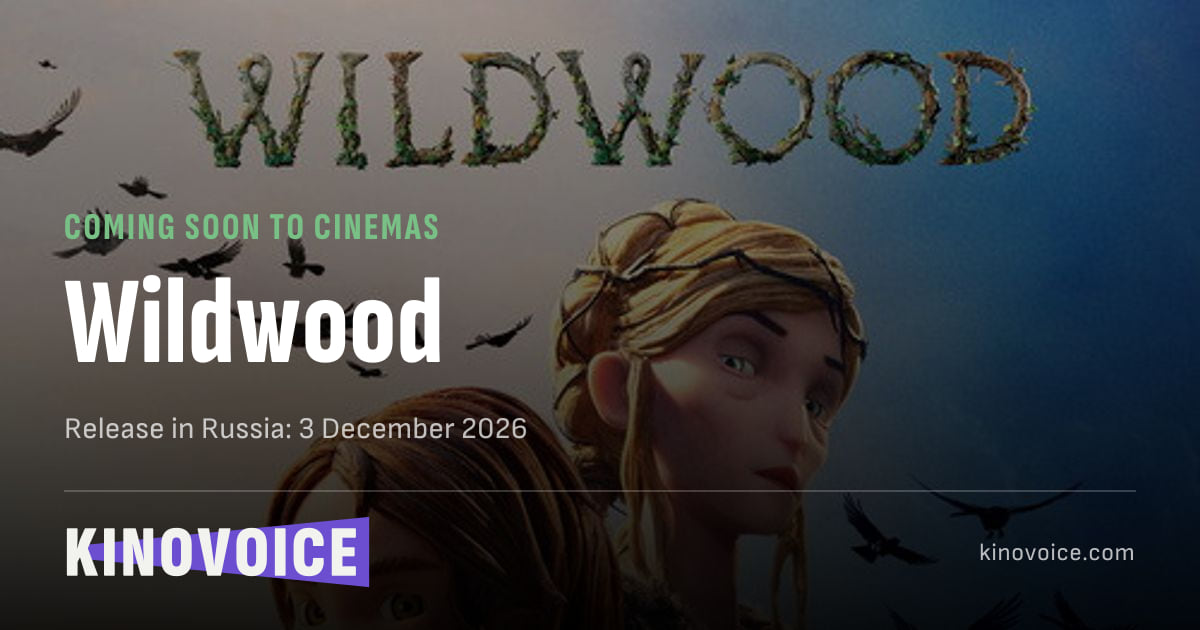 WILDWOOD
COMING SOON TO CINEMAS
Wildwood
Release in Russia: 3 December 2026
KINOVOICE
kinovoice.com